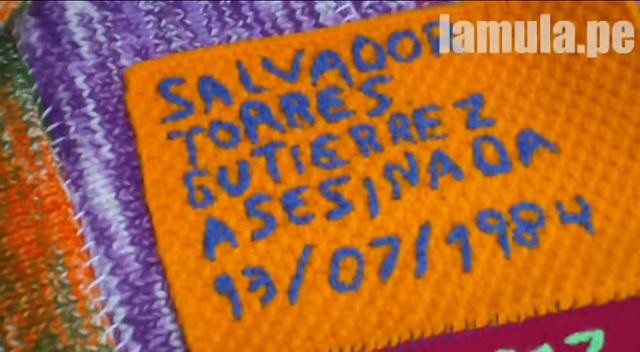 lamula.pe
SALVADOR
TORRES
GUTIERREZ
ASESINADA
13/07/1984